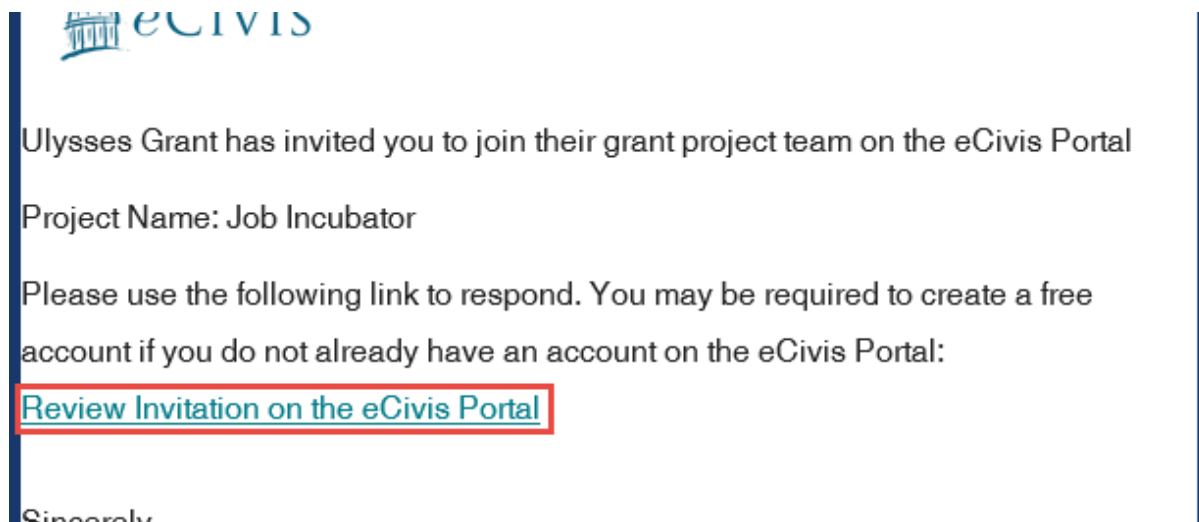 eCivis
Ulysses Grant has invited you to join their grant project team on the eCivis Portal
Project Name: Job Incubator
Please use the following link to respond. You may be required to create a free
account if you do not already have an account on the eCivis Portal:
Review Invitation on the eCivis Portal
Sincerely